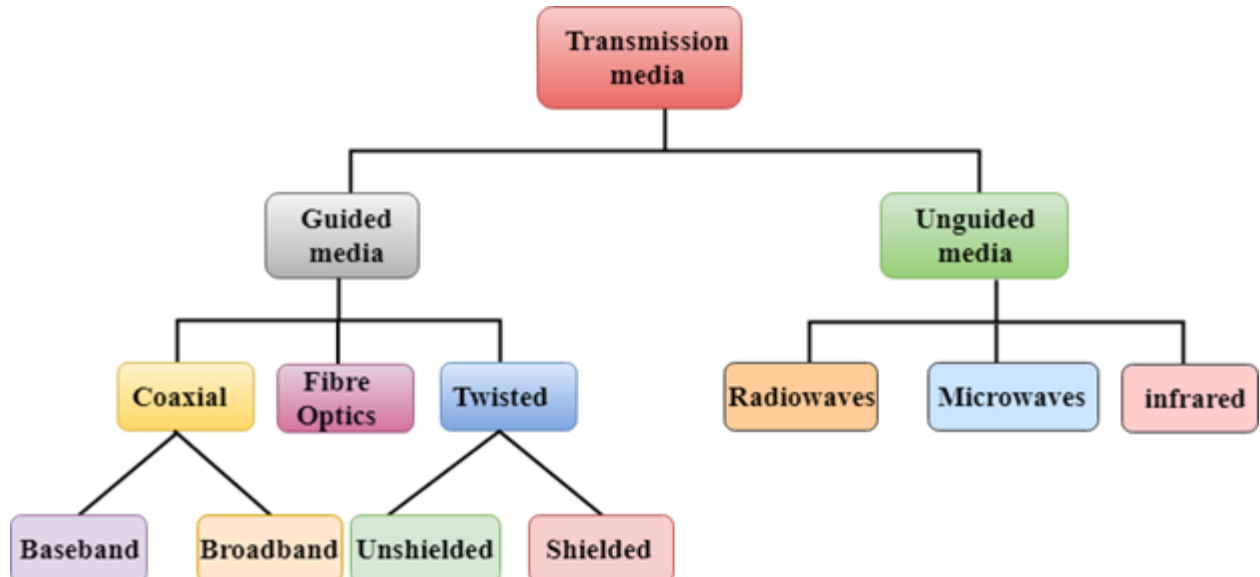 Transmission
media
Guided
media
Unguided
media
Coaxial
Fibre
Optics
Twisted
Radiowaves
Microwaves
infrared
Baseband
Broadband
Unshielded
Shielded